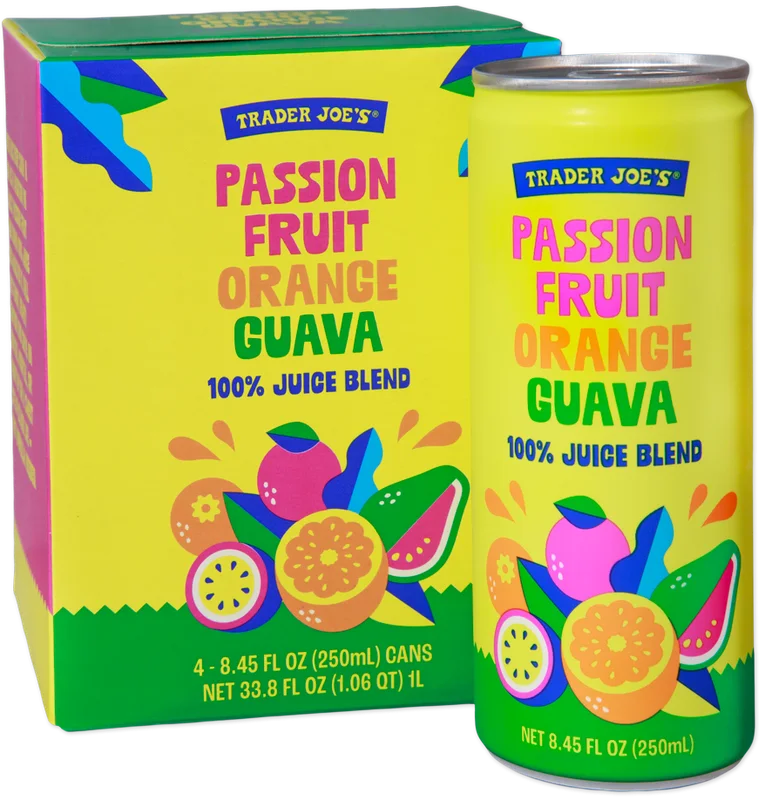 TRADER JOE'S®
PASSION
FRUIT
ORANGE
GUAVA
100% JUICE BLEND
4 - 8.45 FL OZ (250mL) CANS
NET 33.8 FL OZ (1.06 QT) 1L
TRADER JOE'S®
PASSION
FRUIT
ORANGE
GUAVA
100% JUICE BLEND
NET 8.45 FL OZ (250mL)